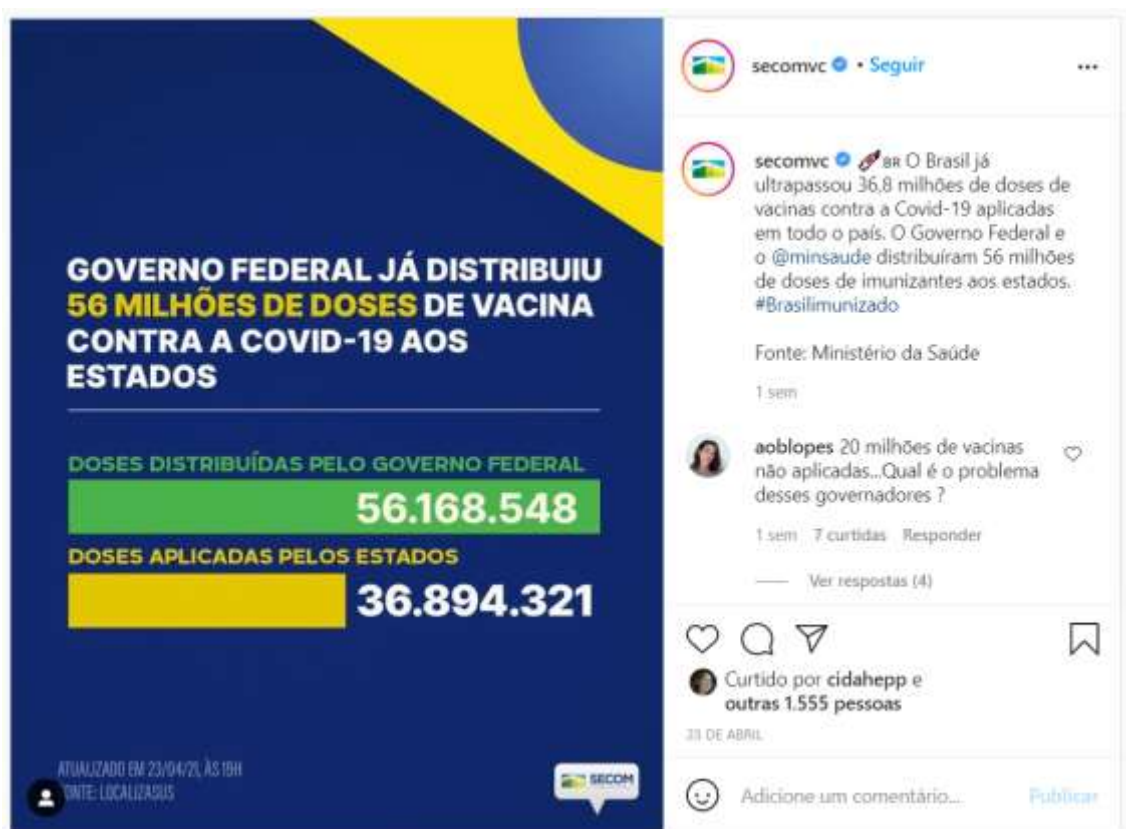 GOVERNO FEDERAL JÁ DISTRIBUIU
56 MILHÕES DE DOSES DE VACINA
CONTRA A COVID-19 AOS
ESTADOS
DOSES DISTRIBUÍDAS PELO GOVERNO FEDERAL
56.168.548
DOSES APLICADAS PELOS ESTADOS
36.894.321
ATUALIZADO EM 23/04/21, ÀS 19H
FONTE: LOCALIZASUS
SECOM
secomvc • Seguir
secomvc BR O Brasil já
ultrapassou 36,8 milhões de doses de
vacinas contra a Covid-19 aplicadas
em todo o país. O Governo Federal e
o @minsaude distribuíram 56 milhões
de doses de imunizantes aos estados.
#Brasilimunizado
Fonte: Ministério da Saúde
1 sem
aoblopes 20 milhões de vacinas
não aplicadas...Qual é o problema
desses governadores ?
1 sem 7 curtidas Responder
Ver respostas (4)
Curtido por cidahepp e
outras 1.555 pessoas
23 DE ABRIL
Adicione um comentário... Publicar